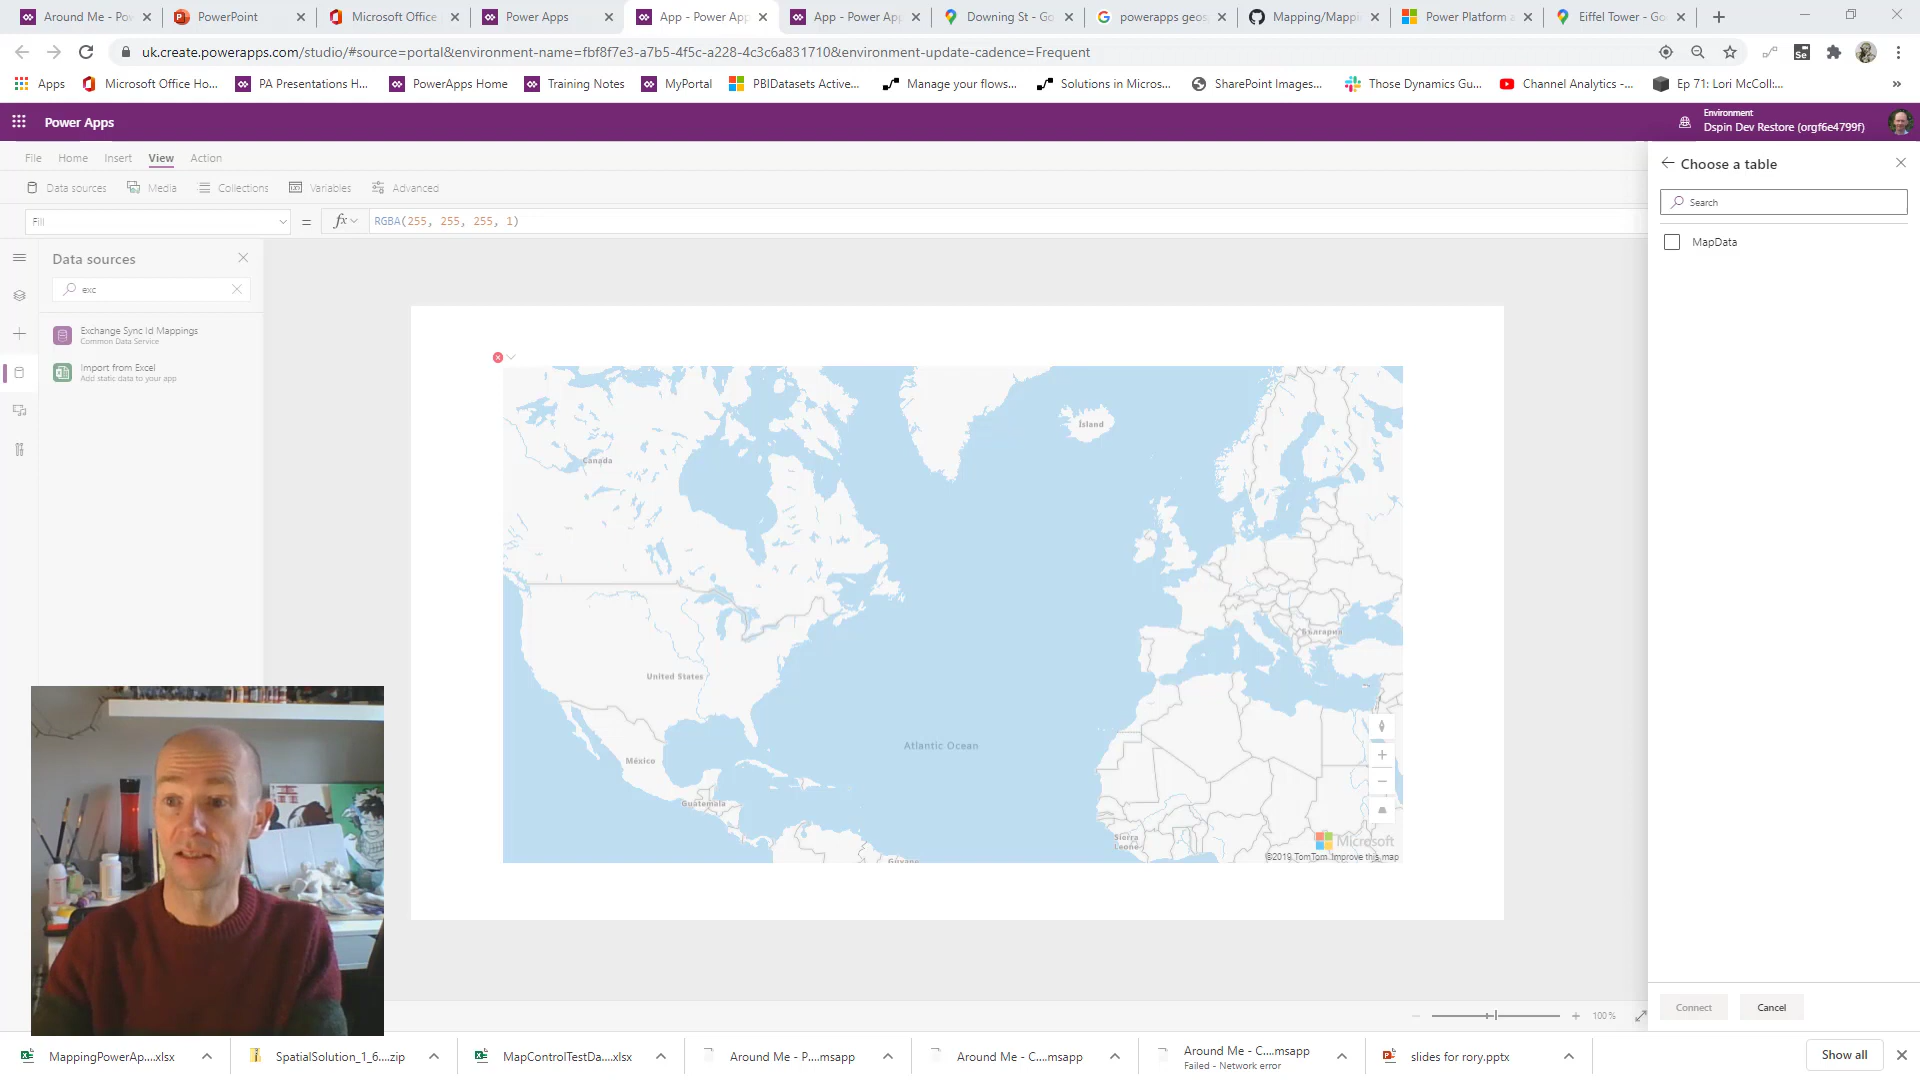 Around Me - Po
PowerPoint
Microsoft Office
Power Apps
App - Power App
App - Power App
Downing St - Go
powerapps geosp
Mapping/Mappi
Power Platform a
Eiffel Tower - Go
uk.create.powerapps.com/studio/#source=portal&environment-name=fbf8f7e3-a7b5-4f5c-a228-4c3c6a831710&environment-update-cadence=Frequent
Apps
Microsoft Office Ho...
PA Presentations H...
PowerApps Home
Training Notes
MyPortal
PBIDatasets Active...
Manage your flows...
Solutions in Micros...
SharePoint Images...
Those Dynamics Gu...
Channel Analytics -...
Ep 71: Lori McColl:...
»
Power Apps
Environment
Dspin Dev Restore (orgf6e4799f)
File
Home
Insert
View
Action
Data sources
Media
Collections
Variables
Advanced
Fill
=
fx
RGBA(255, 255, 255, 1)
Choose a table
Search
MapData
Data sources
exc
Exchange Sync Id Mappings
Common Data Service
Import from Excel
Add static data to your app
Ísland
Canada
България
United States
Atlantic Ocean
México
Guatemala
Sierra
Leone
Guyana
Microsoft
©2019 TomTom Improve this map
Connect
Cancel
100 %
MappingPowerAp....xlsx
SpatialSolution_1_6....zip
MapControlTestDa....xlsx
Around Me - P....msapp
Around Me - C....msapp
Around Me - C....msapp
Failed - Network error
slides for rory.pptx
Show all